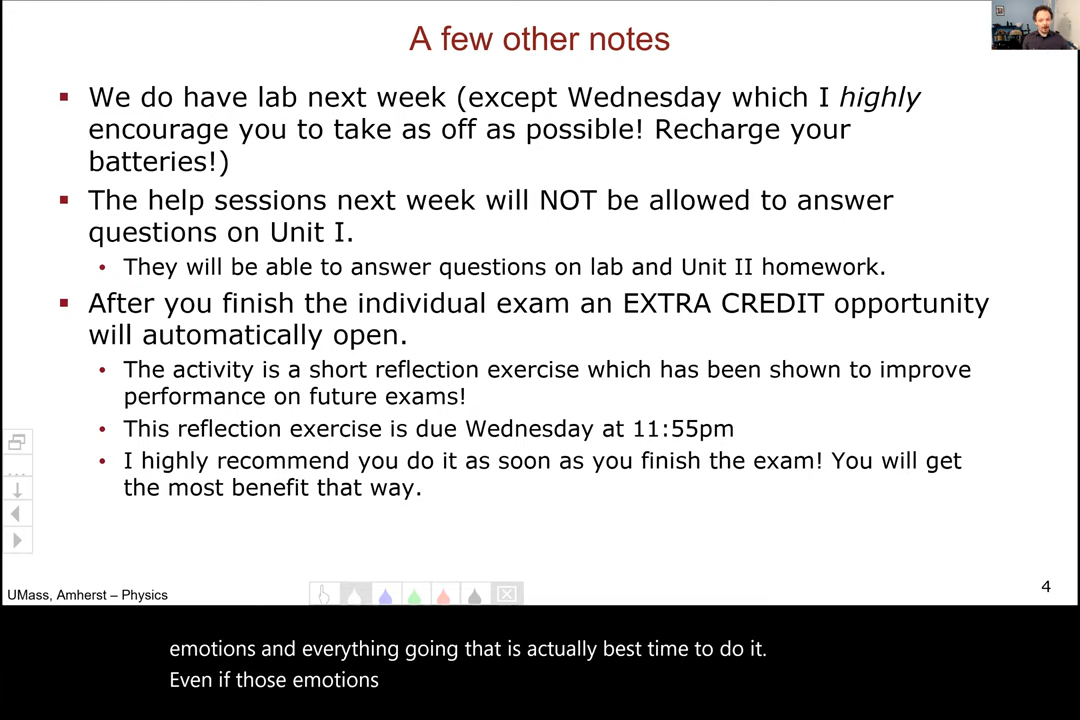 A few other notes
▪ We do have lab next week (except Wednesday which I highly
encourage you to take as off as possible! Recharge your
batteries!)
▪ The help sessions next week will NOT be allowed to answer
questions on Unit I.
• They will be able to answer questions on lab and Unit II homework.
▪ After you finish the individual exam an EXTRA CREDIT opportunity
will automatically open.
• The activity is a short reflection exercise which has been shown to improve
performance on future exams!
• This reflection exercise is due Wednesday at 11:55pm
• I highly recommend you do it as soon as you finish the exam! You will get
the most benefit that way.
UMass, Amherst – Physics
4
emotions and everything going that is actually best time to do it.
Even if those emotions